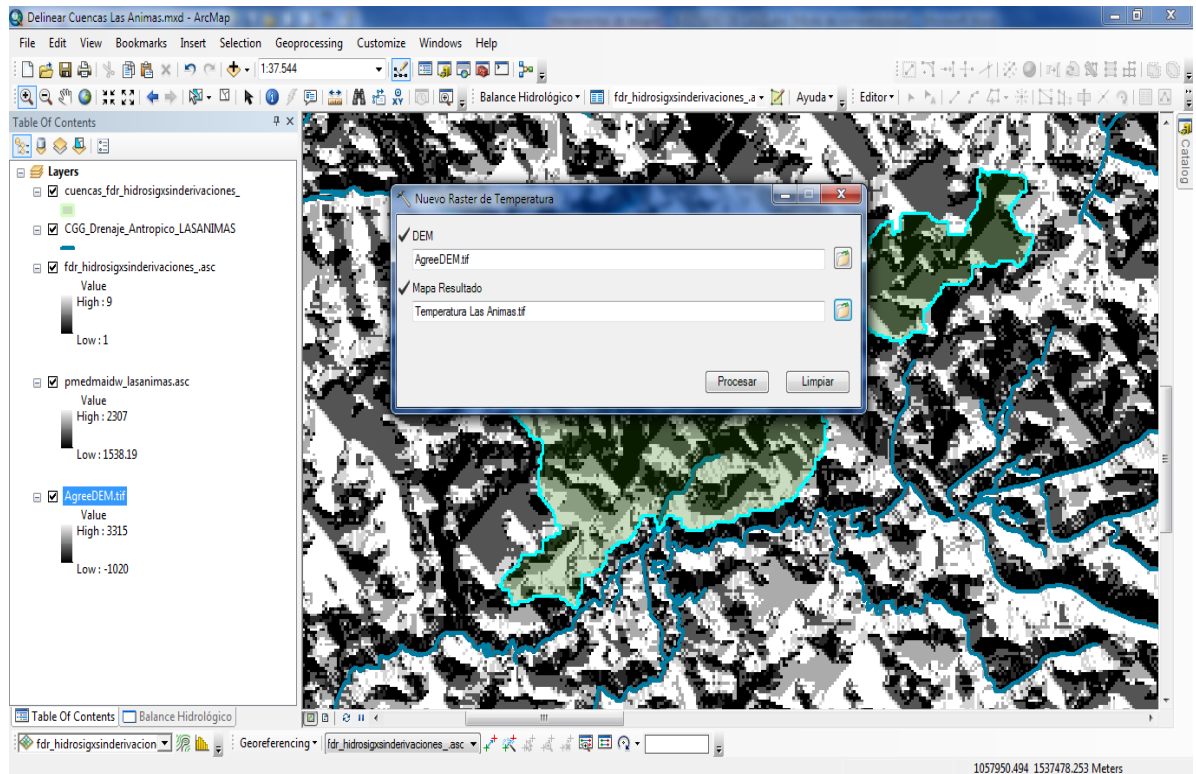 Delinear Cuencas Las Animas.mxd - ArcMap
File Edit View Bookmarks Insert Selection Geoprocessing Customize Windows Help
1:37.544
Balance Hidrológico fdr_hidrosigxsinderivaciones_.a Ayuda Editor
Table Of Contents
Layers
cuencas_fdr_hidrosigxsinderivaciones_
CGG_Drenaje_Antropico_LASANIMAS
fdr_hidrosigxsinderivaciones_.asc
Value
High : 9
Low : 1
pmedmaidw_lasanimas.asc
Value
High : 2307
Low : 1538.19
AgreeDEM.tif
Value
High : 3315
Low : -1020
Nuevo Raster de Temperatura
DEM
AgreeDEM.tif
Mapa Resultado
Temperatura Las Animas.tif
Procesar Limpiar
Catalog
Table Of Contents Balance Hidrológico
fdr_hidrosigxsinderivacion Georeferencing fdr_hidrosigxsinderivaciones_.asc
1057950.494 1537478.253 Meters